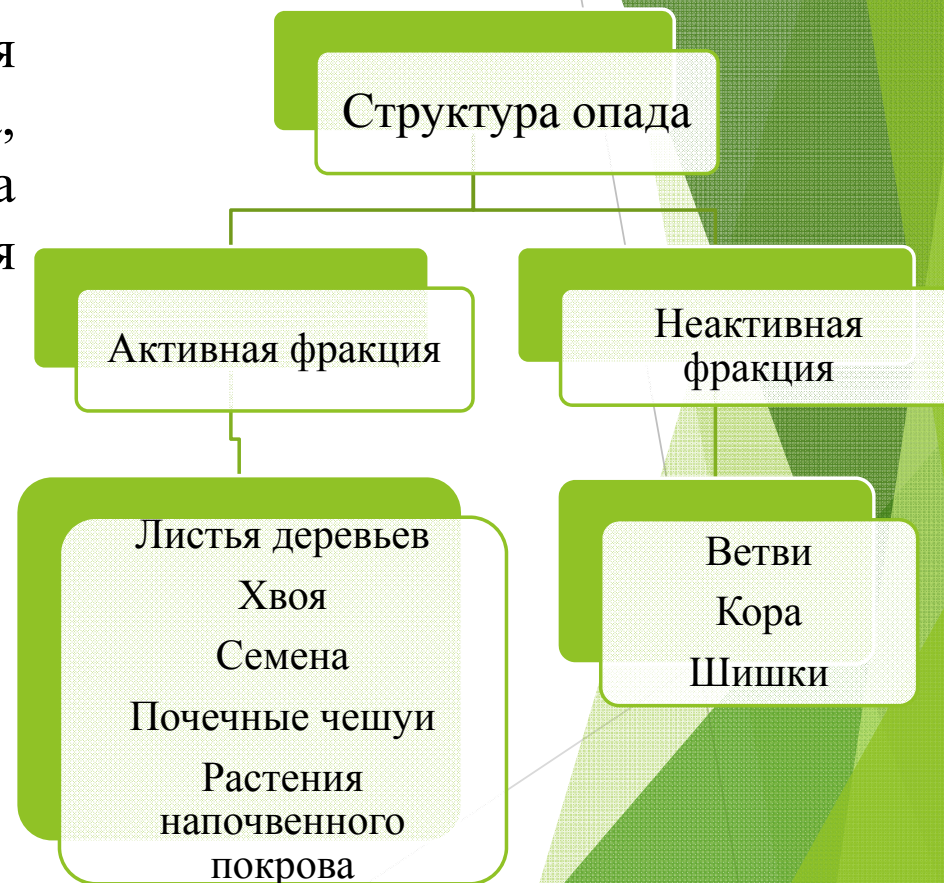 я
,
а
я
Структура опада
Активная фракция
Неактивная
фракция
Листья деревьев
Хвоя
Семена
Почечные чешуи
Растения
напочвенного
покрова
Ветви
Кора
Шишки